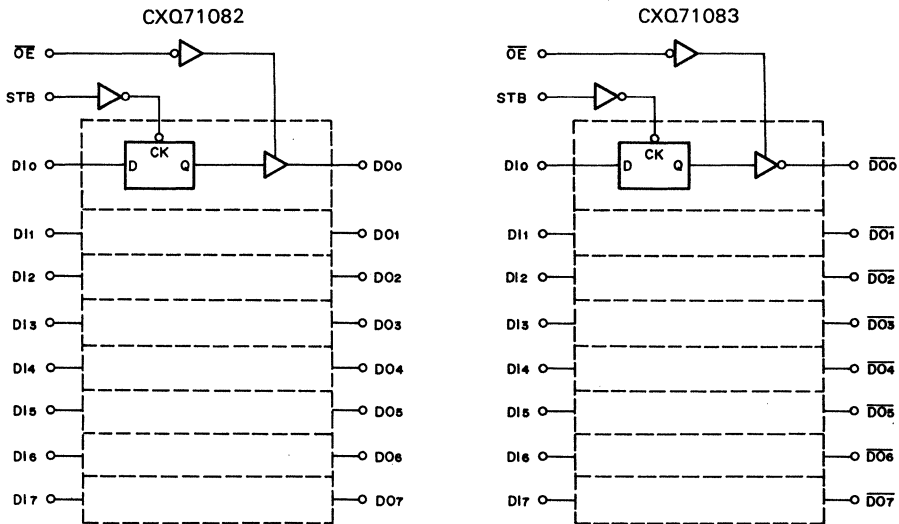 CXQ71082
OE
STB
DI0
D
CK
Q
DO0
DI1
DO1
DI2
DO2
DI3
DO3
DI4
DO4
DI5
DO5
DI6
DO6
DI7
DO7
CXQ71083
OE
STB
DI0
D
CK
Q
DO0
DI1
DO1
DI2
DO2
DI3
DO3
DI4
DO4
DI5
DO5
DI6
DO6
DI7
DO7